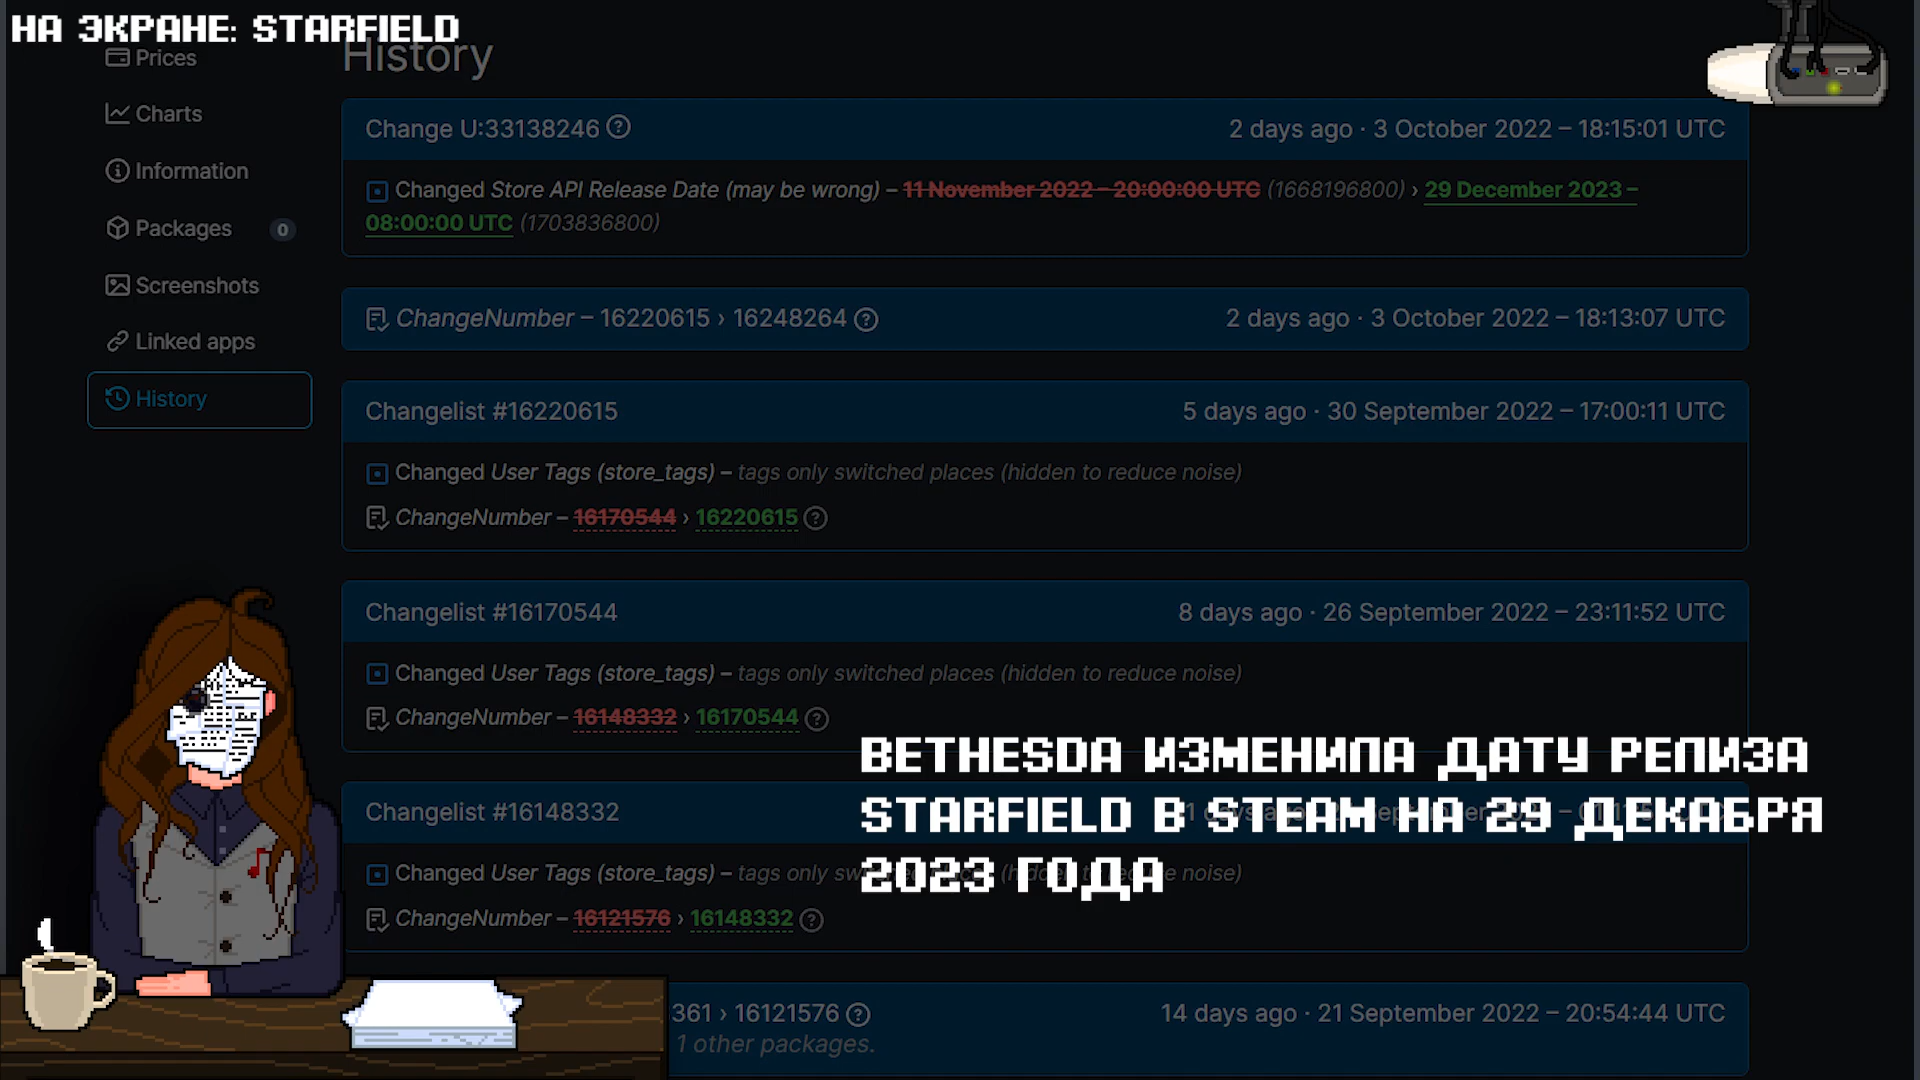 НА ЭКРАНЕ: STARFIELD
History
Prices
Charts
Information
Packages 0
Screenshots
Linked apps
History
Change U:33138246 2 days ago · 3 October 2022 – 18:15:01 UTC
Changed Store API Release Date (may be wrong) – 11 November 2022 – 20:00:00 UTC (1668196800) › 29 December 2023 –
08:00:00 UTC (1703836800)
ChangeNumber – 16220615 › 16248264 2 days ago · 3 October 2022 – 18:13:07 UTC
Changelist #16220615 5 days ago · 30 September 2022 – 17:00:11 UTC
Changed User Tags (store_tags) – tags only switched places (hidden to reduce noise)
ChangeNumber – 16170544 › 16220615
Changelist #16170544 8 days ago · 26 September 2022 – 23:11:52 UTC
Changed User Tags (store_tags) – tags only switched places (hidden to reduce noise)
ChangeNumber – 16148332 › 16170544
BETHESDA ИЗМЕНИЛА ДАТУ РЕЛИЗА
STARFIELD В STEAM НА 29 ДЕКАБРЯ
2023 ГОДА
Changelist #16148332
Changed User Tags (store_tags) – tags only switched places (hidden to reduce noise)
ChangeNumber – 16121576 › 16148332
361 › 16121576 14 days ago · 21 September 2022 – 20:54:44 UTC
1 other packages.